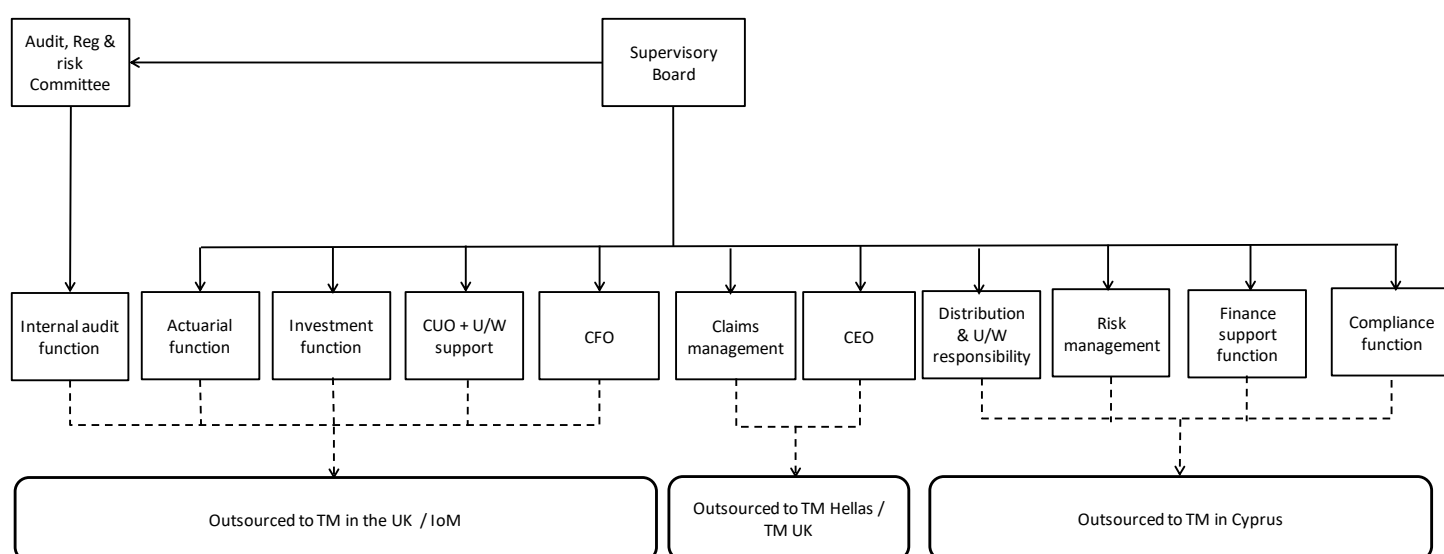 Audit, Reg &
risk
Committee
Supervisory
Board
Internal audit
function
Actuarial
function
Investment
function
CUO + U/W
support
CFO
Claims
management
CEO
Distribution
& U/W
responsibility
Risk
management
Finance
support
function
Compliance
function
Outsourced to TM in the UK / IoM
Outsourced to TM Hellas /
TM UK
Outsourced to TM in Cyprus